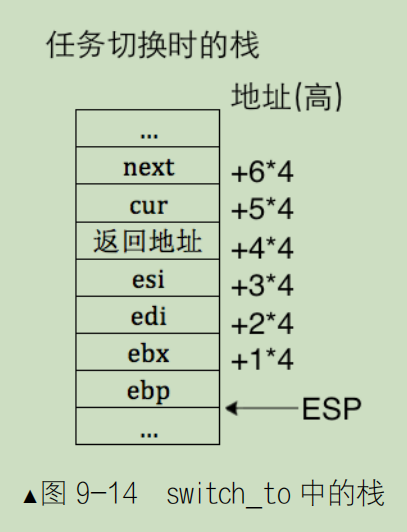 任务切换时的栈
地址(高)
...
next +6*4
cur +5*4
返回地址 +4*4
esi +3*4
edi +2*4
ebx +1*4
ebp
ESP
...
▲图 9-14 switch_to 中的栈